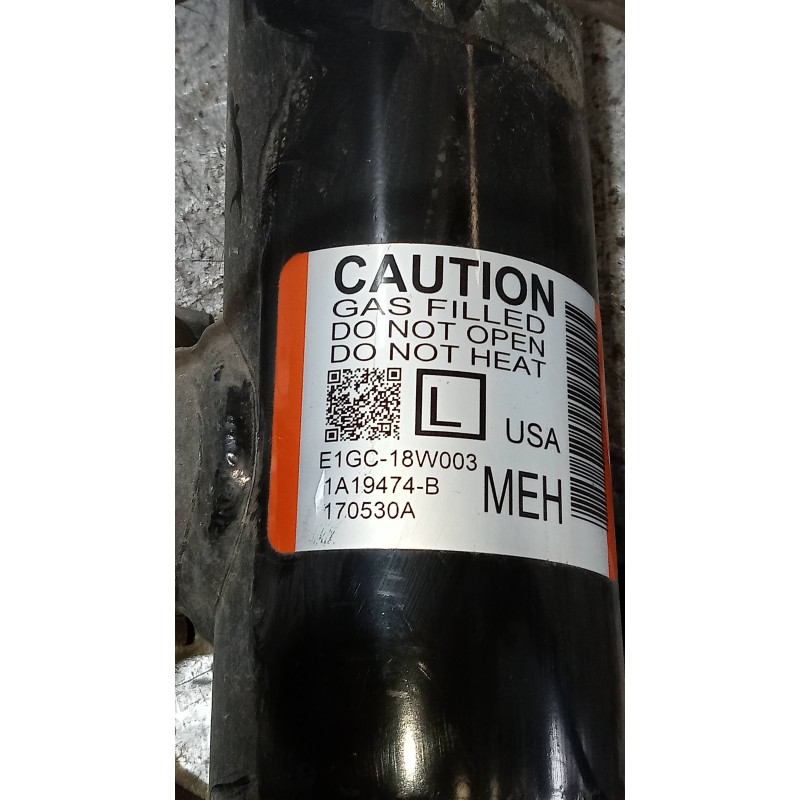 CAUTION
GAS FILLED
DO NOT OPEN
DO NOT HEAT
L
USA
E1GC-18W003
1A19474-B
MEH
170530A